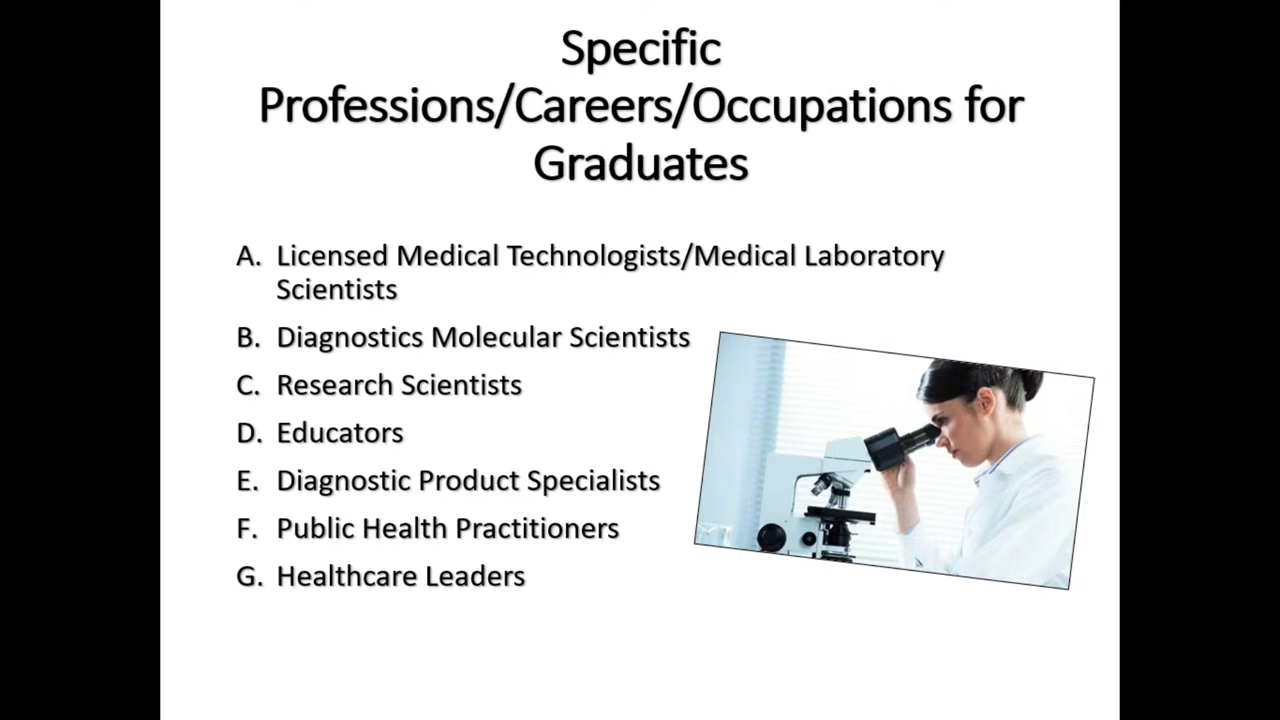 Specific
Professions/Careers/Occupations for
Graduates
A. Licensed Medical Technologists/Medical Laboratory
Scientists
B. Diagnostics Molecular Scientists
C. Research Scientists
D. Educators
E. Diagnostic Product Specialists
F. Public Health Practitioners
G. Healthcare Leaders